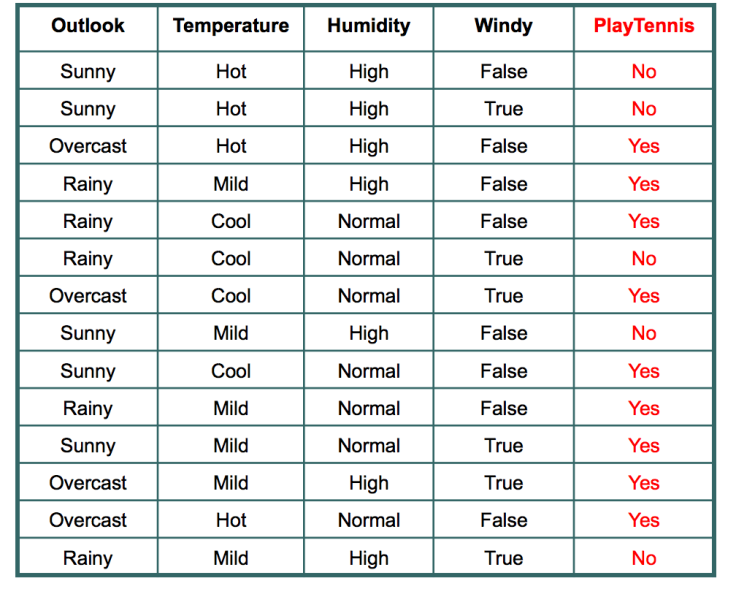 Outlook Temperature Humidity Windy PlayTennis
Sunny Hot High False No
Sunny Hot High True No
Overcast Hot High False Yes
Rainy Mild High False Yes
Rainy Cool Normal False Yes
Rainy Cool Normal True No
Overcast Cool Normal True Yes
Sunny Mild High False No
Sunny Cool Normal False Yes
Rainy Mild Normal False Yes
Sunny Mild Normal True Yes
Overcast Mild High True Yes
Overcast Hot Normal False Yes
Rainy Mild High True No